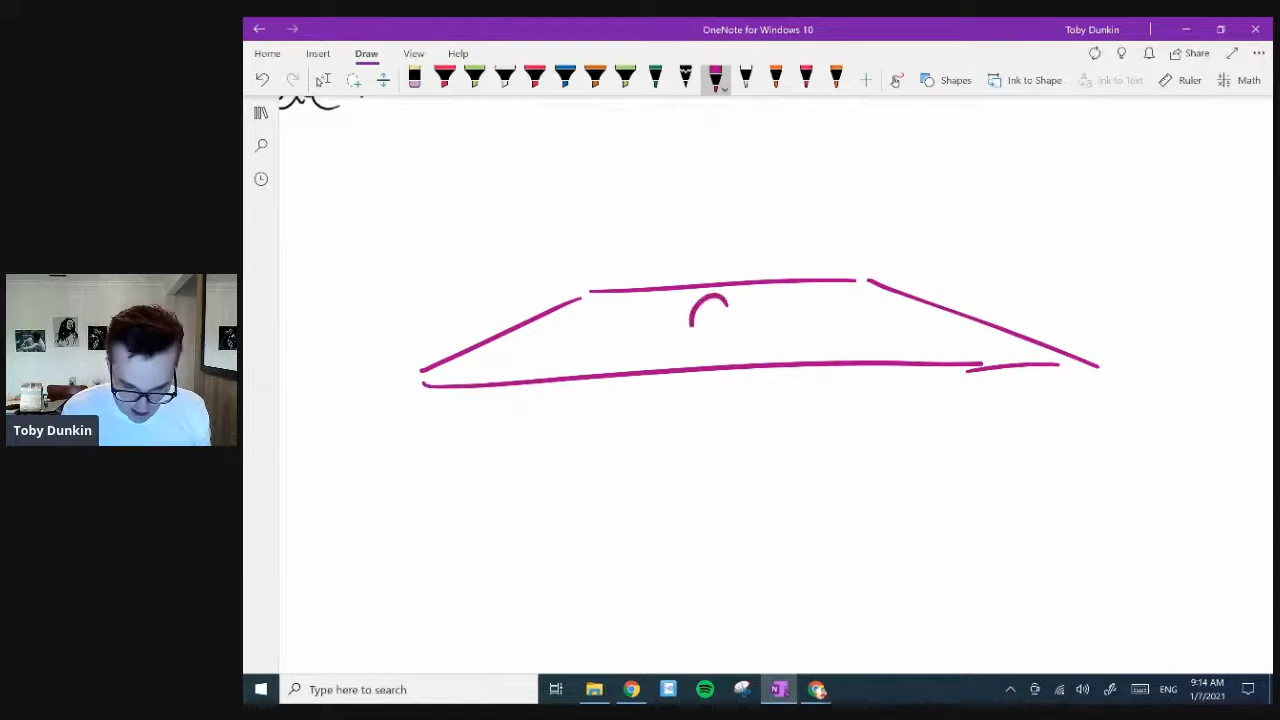 OneNote for Windows 10
Toby Dunkin
Home Insert Draw View Help
Share
Shapes Ink to Shape Ink to Text Ruler Math
Toby Dunkin
Type here to search
ENG
9:14 AM
1/7/2021